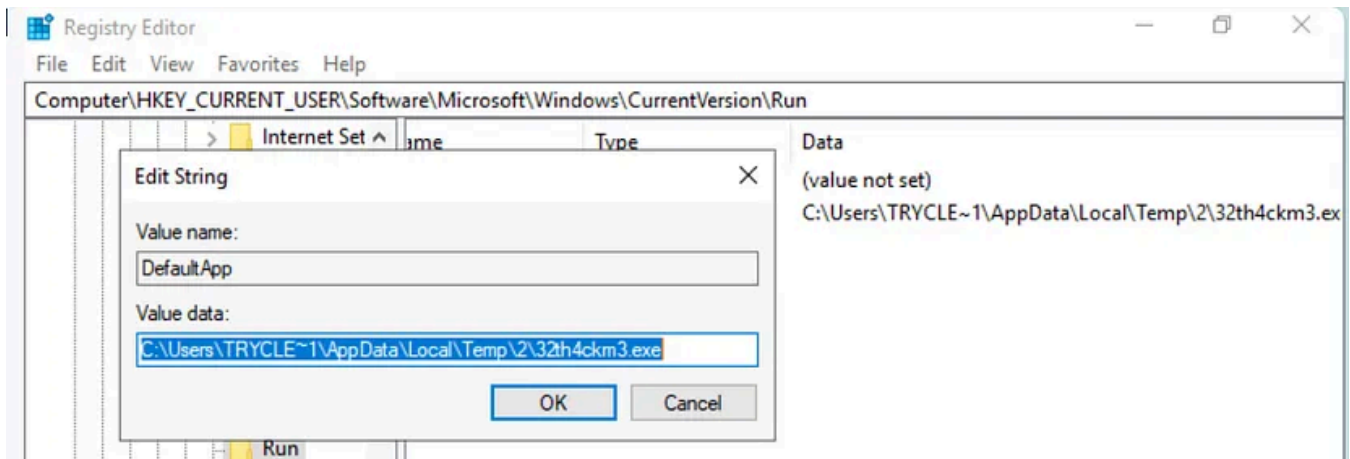 Registry Editor
File Edit View Favorites Help
Computer\HKEY_CURRENT_USER\Software\Microsoft\Windows\CurrentVersion\Run
Internet Set
ame Type Data
Edit String
(value not set)
C:\Users\TRYCLE~1\AppData\Local\Temp\2\32th4ckm3.ex
Value name:
DefaultApp
Value data:
C:\Users\TRYCLE~1\AppData\Local\Temp\2\32th4ckm3.exe
OK Cancel
Run